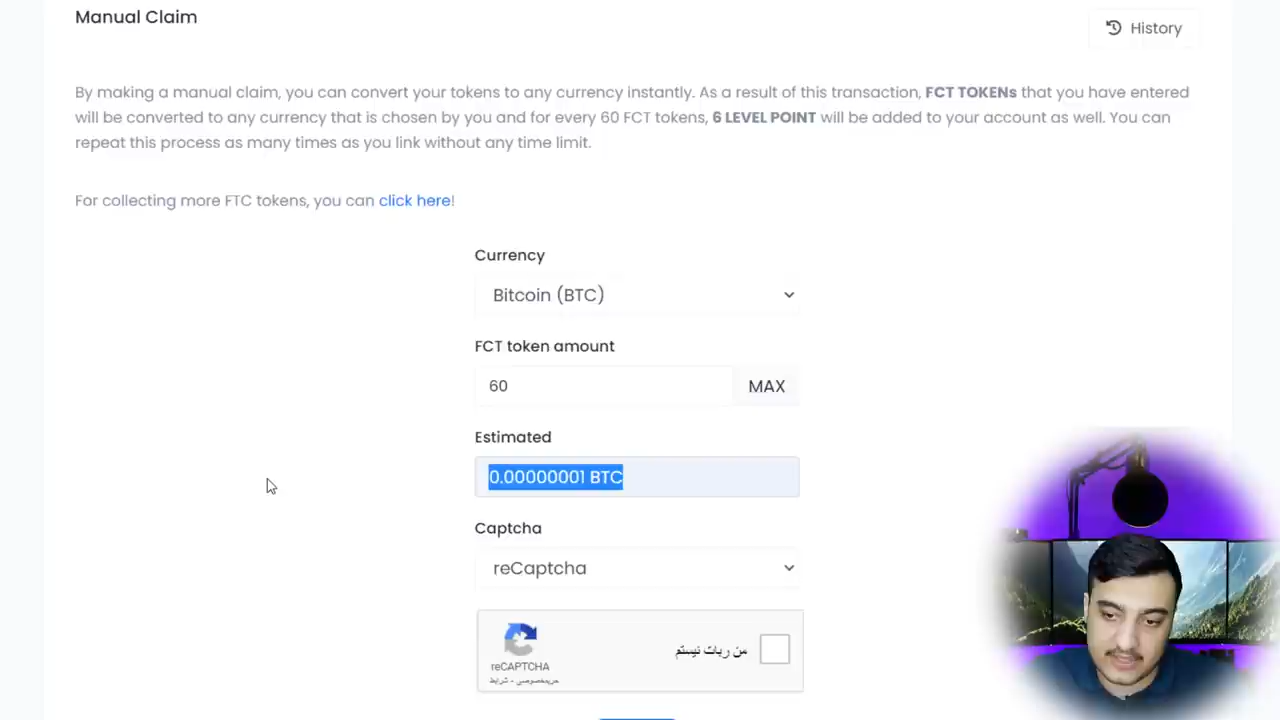 Manual Claim
History
By making a manual claim, you can convert your tokens to any currency instantly. As a result of this transaction, FCT TOKENs that you have entered
will be converted to any currency that is chosen by you and for every 60 FCT tokens, 6 LEVEL POINT will be added to your account as well. You can
repeat this process as many times as you link without any time limit.
For collecting more FTC tokens, you can click here!
Currency
Bitcoin (BTC)
FCT token amount
60
MAX
Estimated
0.00000001 BTC
Captcha
reCaptcha
من ربات نیستم
reCAPTCHA
حریم‌خصوصی - شرایط